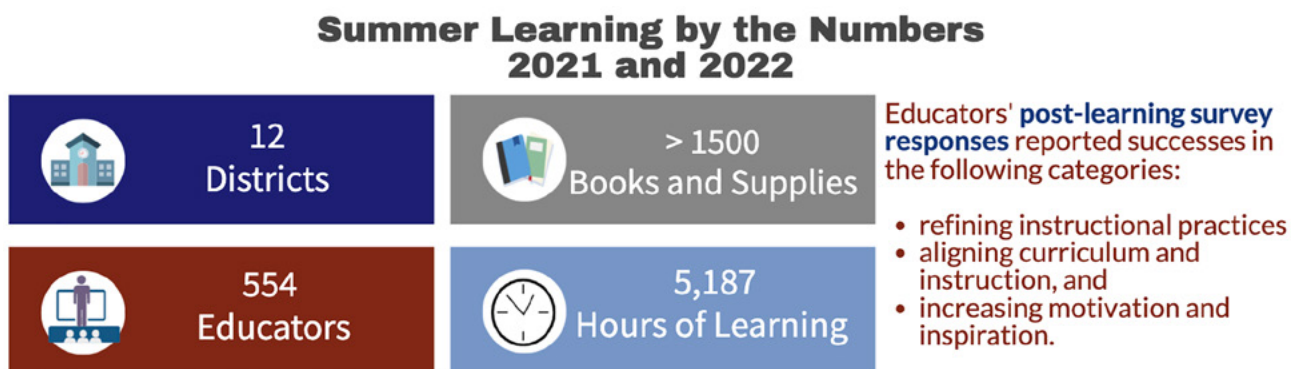 Summer Learning by the Numbers
2021 and 2022
12
Districts
> 1500
Books and Supplies
554
Educators
5,187
Hours of Learning
Educators' post-learning survey
responses reported successes in
the following categories:
• refining instructional practices
• aligning curriculum and
instruction, and
• increasing motivation and
inspiration.